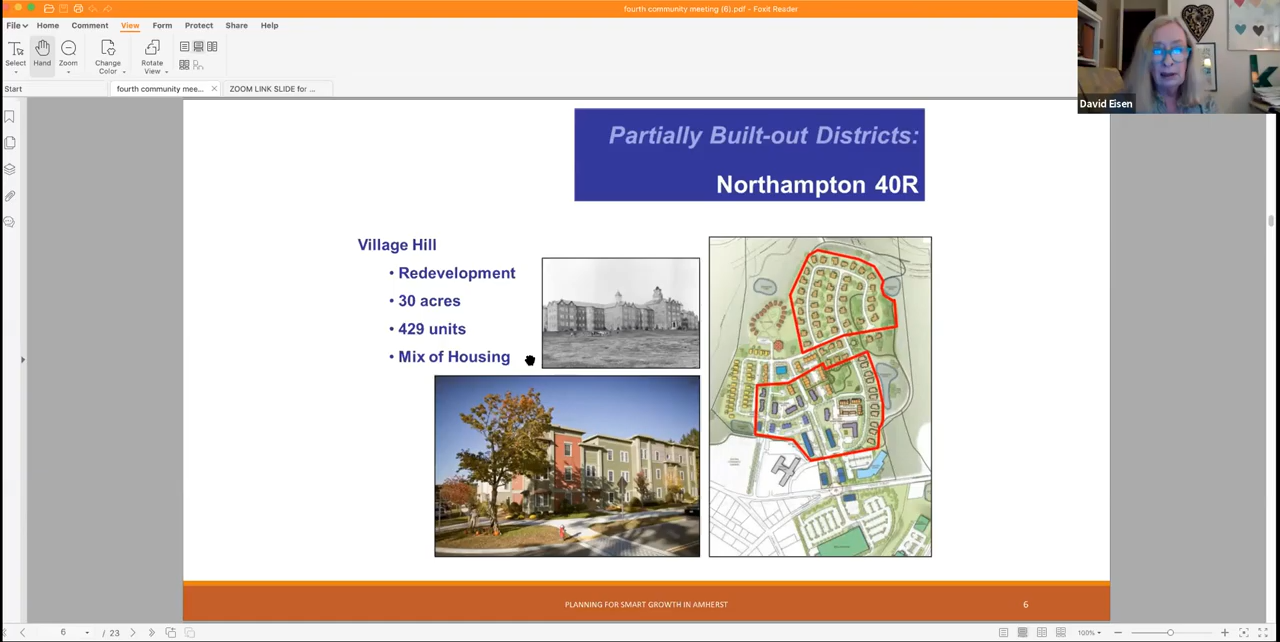 fourth community meeting (6).pdf - Foxit Reader
File Home Comment View Form Protect Share Help
Select Hand Zoom Change Color Rotate View
Start fourth community mee... × ZOOM LINK SLIDE for ...
David Eisen
Partially Built-out Districts:
Northampton 40R
Village Hill
• Redevelopment
• 30 acres
• 429 units
• Mix of Housing
PLANNING FOR SMART GROWTH IN AMHERST 6
6 / 23 100%